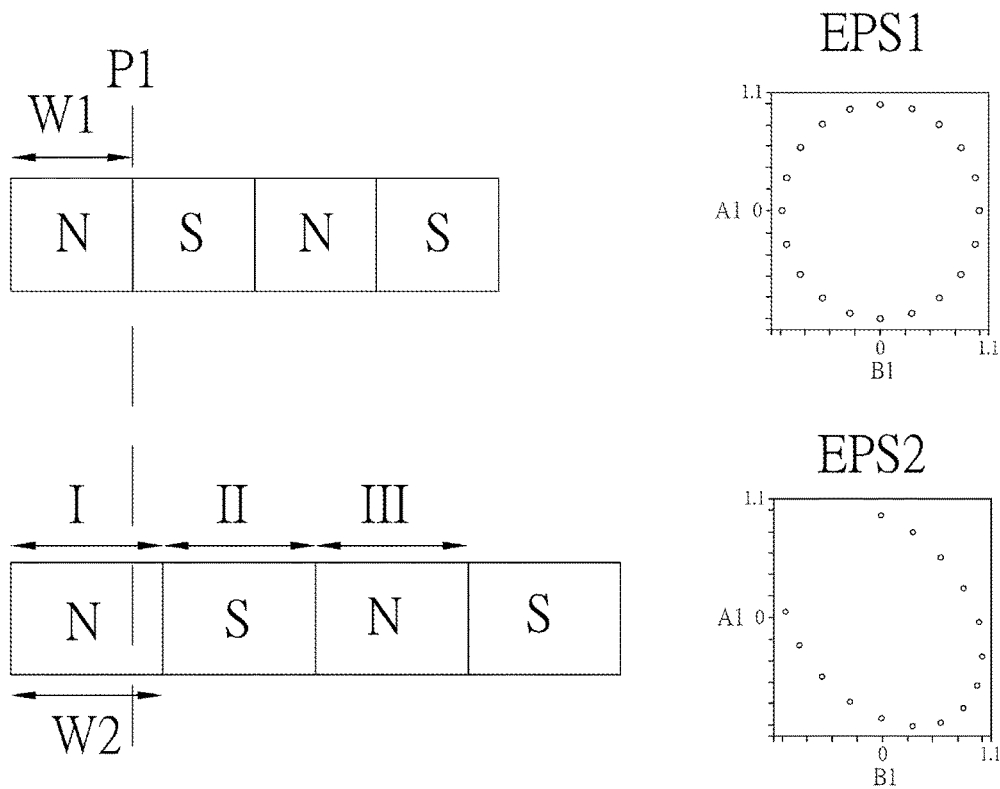 P1
W1
N S N S
EPS1
1.1
A1 0
0 1.1
B1
I II III
N S N S
W2
EPS2
1.1
A1 0
0 1.1
B1